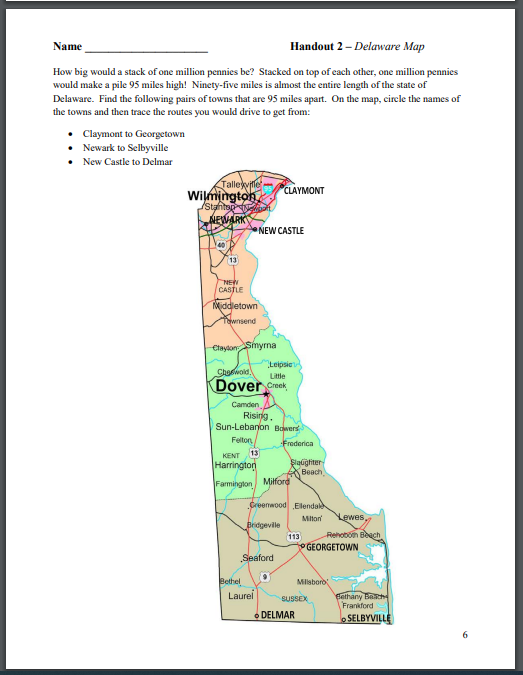 Name ____________________ Handout 2 – Delaware Map
How big would a stack of one million pennies be? Stacked on top of each other, one million pennies
would make a pile 95 miles high! Ninety-five miles is almost the entire length of the state of
Delaware. Find the following pairs of towns that are 95 miles apart. On the map, circle the names of
the towns and then trace the routes you would drive to get from:
• Claymont to Georgetown
• Newark to Selbyville
• New Castle to Delmar
Talleyville
CLAYMONT
Wilmington
Stanton Newport
NEWARK
NEW CASTLE
40
13
NEW
CASTLE
Middletown
Townsend
Clayton Smyrna
Leipsic
Cheswold
Little
Creek
Dover
Camden
Rising
Sun-Lebanon Bowers
Felton
Frederica
KENT
13
Harrington
Slaughter
Beach
Farmington
Milford
Greenwood Ellendale
Milton Lewes
Bridgeville
Rehoboth Beach
113
GEORGETOWN
Seaford
9
Bethel
Millsboro
Laurel
SUSSEX
Bethany Beach
Frankford
DELMAR
SELBYVILLE
6